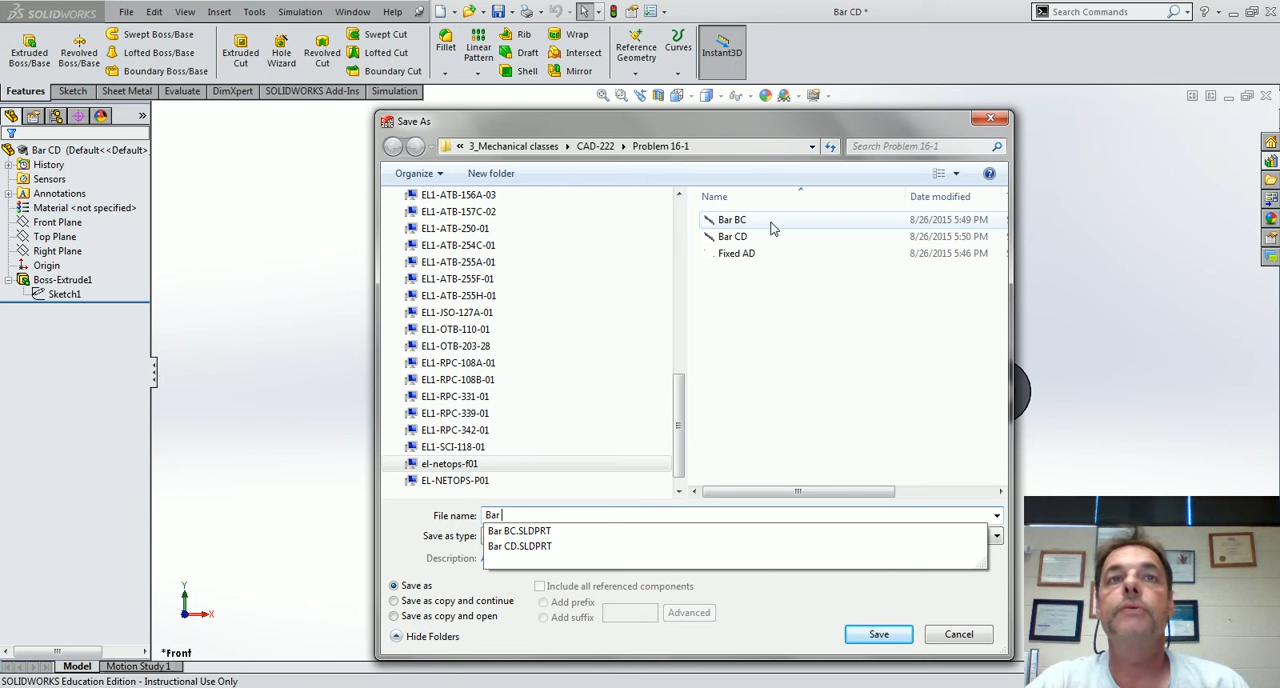 SOLIDWORKS File Edit View Insert Tools Simulation Window Help Bar CD * Search Commands
Extruded Boss/Base Revolved Boss/Base Swept Boss/Base Lofted Boss/Base Boundary Boss/Base Extruded Cut Hole Wizard Revolved Cut Swept Cut Lofted Cut Boundary Cut Fillet Linear Pattern Rib Draft Shell Wrap Intersect Mirror Reference Geometry Curves Instant3D
Features Sketch Sheet Metal Evaluate DimXpert SOLIDWORKS Add-Ins Simulation
Bar CD (Default<<Default>
History
Sensors
Annotations
Material <not specified>
Front Plane
Top Plane
Right Plane
Origin
Boss-Extrude1
Sketch1
Save As
« 3_Mechanical classes CAD-222 Problem 16-1 Search Problem 16-1
Organize New folder
EL1-ATB-156A-03
EL1-ATB-157C-02
EL1-ATB-250-01
EL1-ATB-254C-01
EL1-ATB-255A-01
EL1-ATB-255F-01
EL1-ATB-255H-01
EL1-JSO-127A-01
EL1-OTB-110-01
EL1-OTB-203-28
EL1-RPC-108A-01
EL1-RPC-108B-01
EL1-RPC-331-01
EL1-RPC-339-01
EL1-RPC-342-01
EL1-SCI-118-01
el-netops-f01
EL-NETOPS-P01
Name Date modified
Bar BC 8/26/2015 5:49 PM
Bar CD 8/26/2015 5:50 PM
Fixed AD 8/26/2015 5:46 PM
File name: Bar
Bar BC.SLDPRT
Save as type:
Bar CD.SLDPRT
Description:
Save as
Save as copy and continue
Save as copy and open
Include all referenced components
Add prefix
Add suffix
Advanced
Hide Folders Save Cancel
Y
X
*Front
Model Motion Study 1
SOLIDWORKS Education Edition - Instructional Use Only